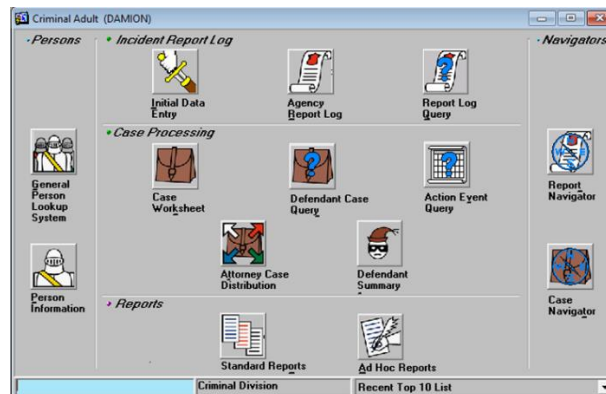 Criminal Adult (DAMION)
Persons
Incident Report Log
Navigators
Initial Data
Entry
Agency
Report Log
Report Log
Query
Case Processing
General
Person
Lookup
System
Case
Worksheet
Defendant Case
Query
Action Event
Query
Report
Navigator
Attorney Case
Distribution
Defendant
Summary
Person
Information
Case
Navigator
Reports
Standard Reports
Ad Hoc Reports
Criminal Division
Recent Top 10 List